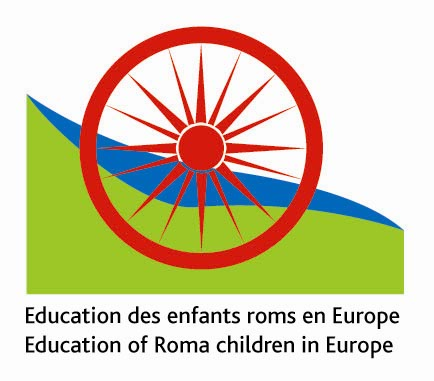 Education des enfants roms en Europe
Education of Roma children in Europe